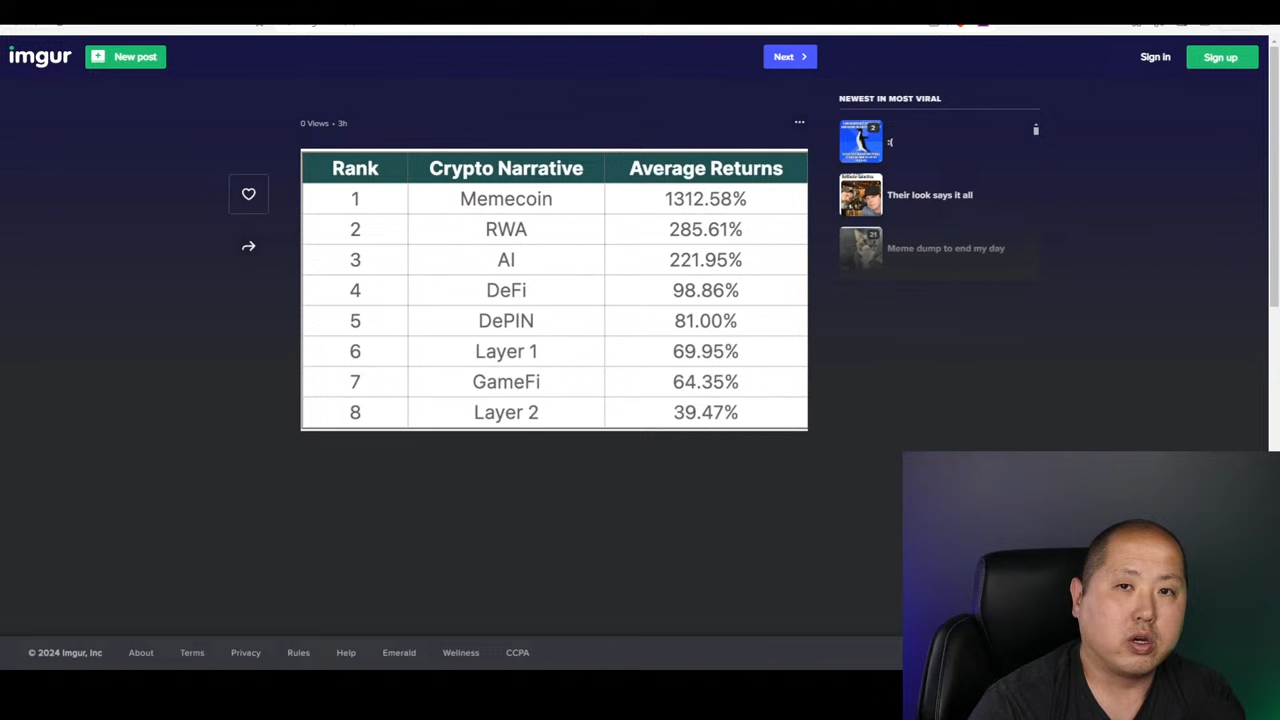 imgur
New post
Next
Sign in
Sign up
NEWEST IN MOST VIRAL
2
:(
Their look says it all
21
Meme dump to end my day
0 Views • 3h
Rank Crypto Narrative Average Returns
1 Memecoin 1312.58%
2 RWA 285.61%
3 AI 221.95%
4 DeFi 98.86%
5 DePIN 81.00%
6 Layer 1 69.95%
7 GameFi 64.35%
8 Layer 2 39.47%
© 2024 Imgur, Inc About Terms Privacy Rules Help Emerald Wellness CCPA